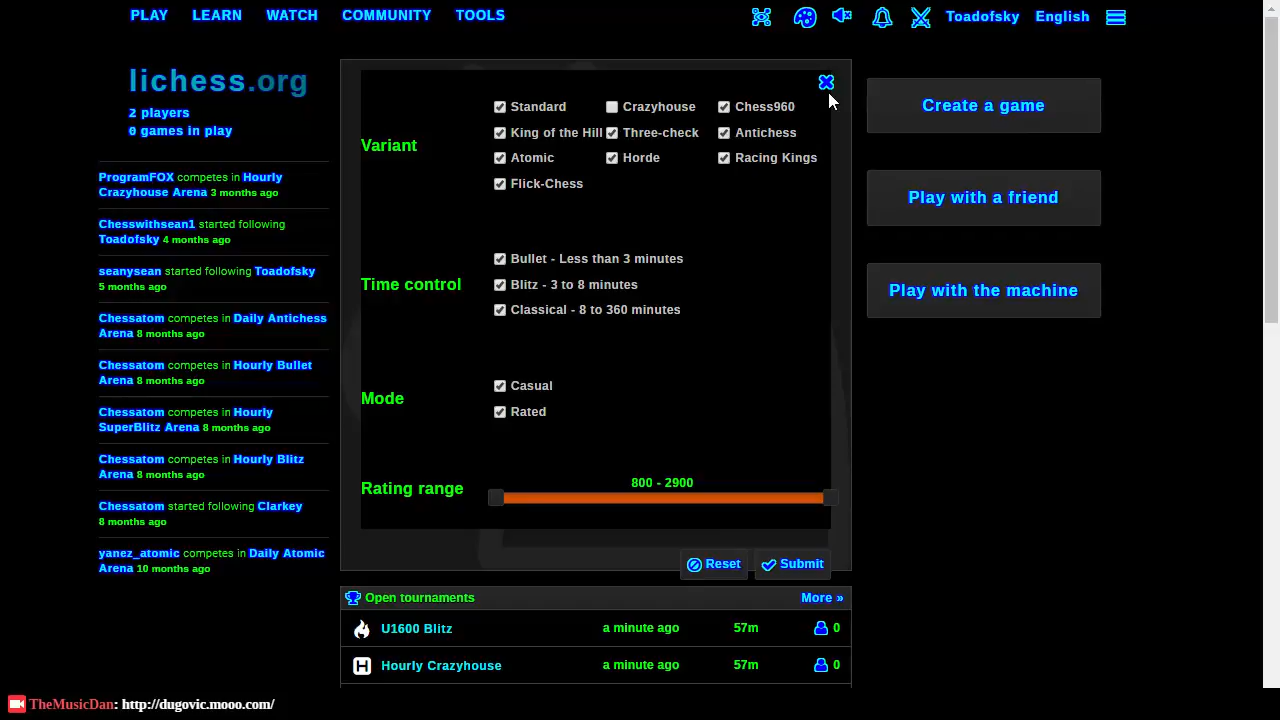 PLAY LEARN WATCH COMMUNITY TOOLS Toadofsky English
lichess.org
2 players
0 games in play
ProgramFOX competes in Hourly
Crazyhouse Arena 3 months ago
Chesswithsean1 started following
Toadofsky 4 months ago
seanysean started following Toadofsky
5 months ago
Chessatom competes in Daily Antichess
Arena 8 months ago
Chessatom competes in Hourly Bullet
Arena 8 months ago
Chessatom competes in Hourly
SuperBlitz Arena 8 months ago
Chessatom competes in Hourly Blitz
Arena 8 months ago
Chessatom started following Clarkey
8 months ago
yanez_atomic competes in Daily Atomic
Arena 10 months ago
Variant
Standard Crazyhouse Chess960
King of the Hill Three-check Antichess
Atomic Horde Racing Kings
Flick-Chess
Time control
Bullet - Less than 3 minutes
Blitz - 3 to 8 minutes
Classical - 8 to 360 minutes
Mode
Casual
Rated
Rating range
800 - 2900
Reset Submit
Open tournaments More »
U1600 Blitz a minute ago 57m 0
H Hourly Crazyhouse a minute ago 57m 0
Create a game
Play with a friend
Play with the machine
TheMusicDan: http://dugovic.mooo.com/